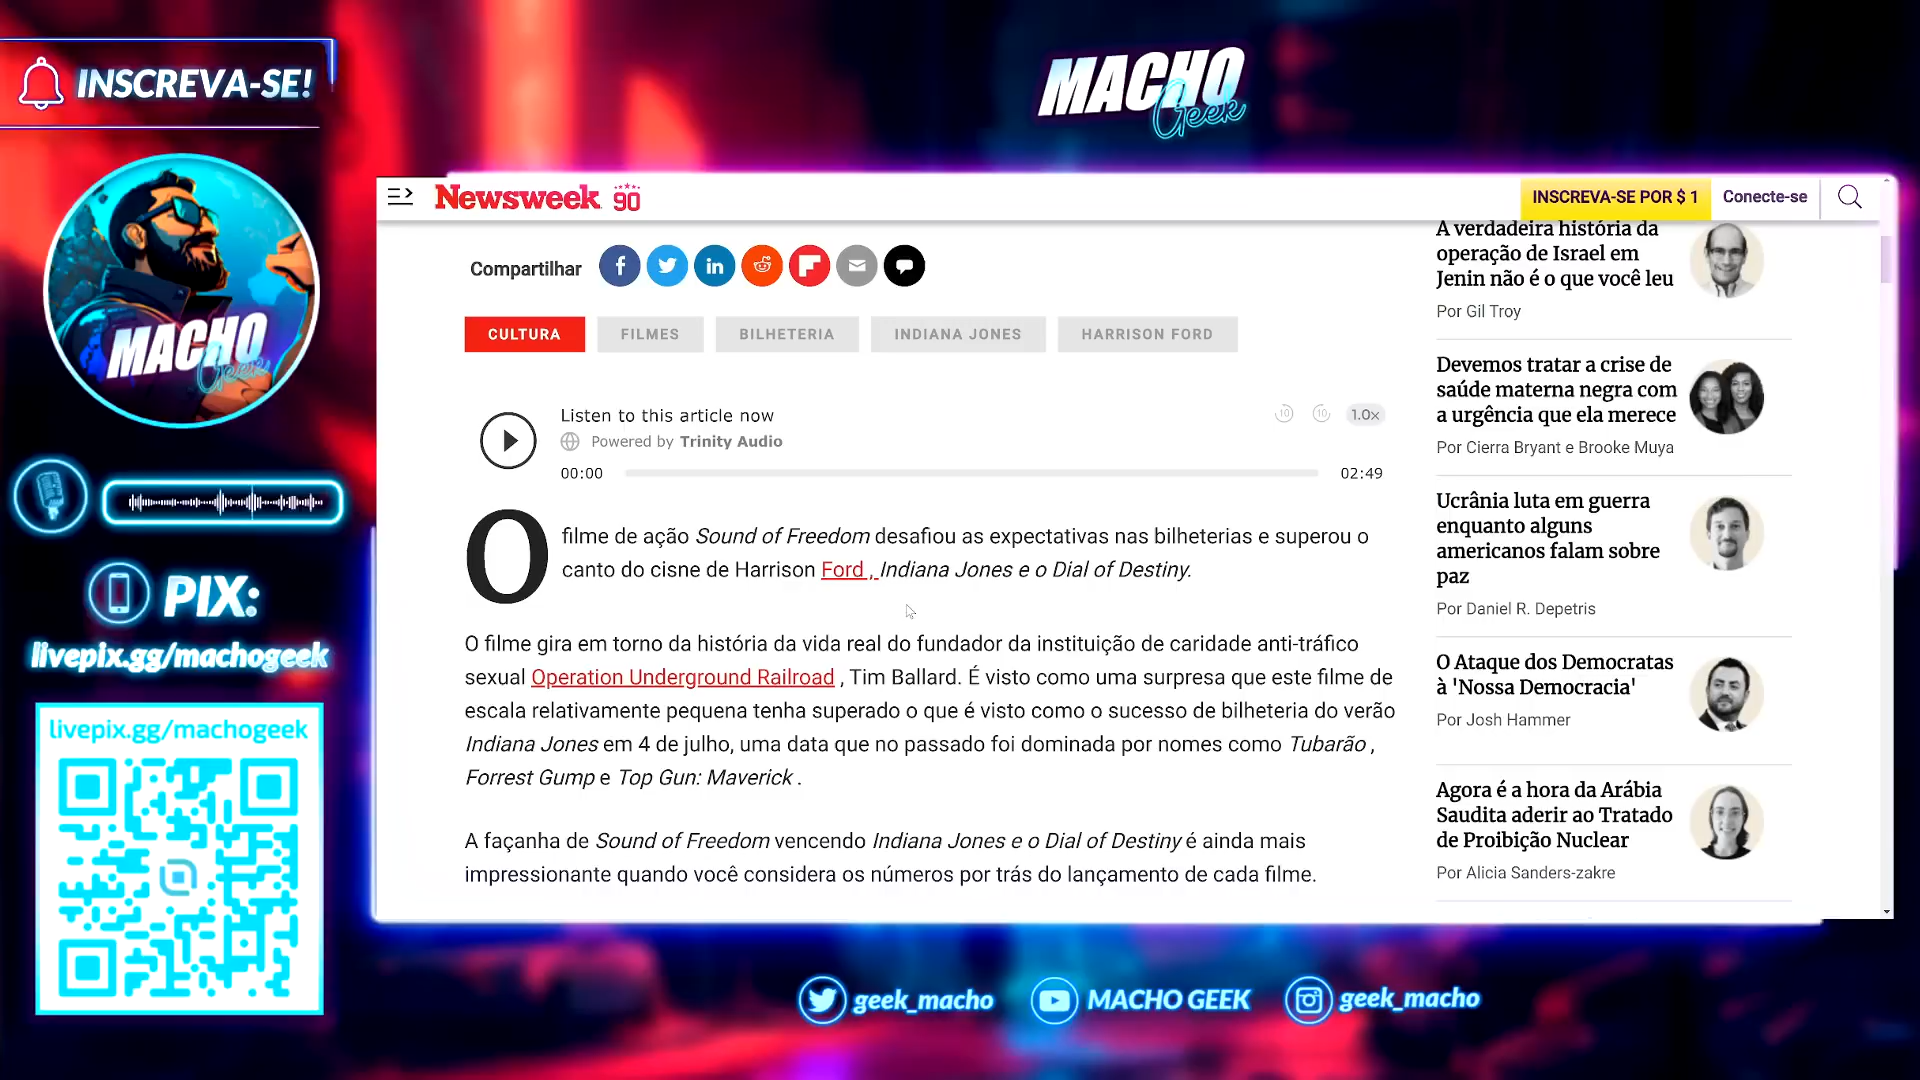 INSCREVA-SE!
MACHO
Geek
MACHO
Geek
PIX:
livepix.gg/machogeek
livepix.gg/machogeek
Newsweek 90
INSCREVA-SE POR $ 1
Conecte-se
Compartilhar
CULTURA
FILMES
BILHETERIA
INDIANA JONES
HARRISON FORD
Listen to this article now
Powered by Trinity Audio
10
10
1.0x
00:00
02:49
O filme de ação Sound of Freedom desafiou as expectativas nas bilheterias e superou o
canto do cisne de Harrison Ford , Indiana Jones e o Dial of Destiny.
O filme gira em torno da história da vida real do fundador da instituição de caridade anti-tráfico
sexual Operation Underground Railroad , Tim Ballard. É visto como uma surpresa que este filme de
escala relativamente pequena tenha superado o que é visto como o sucesso de bilheteria do verão
Indiana Jones em 4 de julho, uma data que no passado foi dominada por nomes como Tubarão ,
Forrest Gump e Top Gun: Maverick .
A façanha de Sound of Freedom vencendo Indiana Jones e o Dial of Destiny é ainda mais
impressionante quando você considera os números por trás do lançamento de cada filme.
A verdadeira história da
operação de Israel em
Jenin não é o que você leu
Por Gil Troy
Devemos tratar a crise de
saúde materna negra com
a urgência que ela merece
Por Cierra Bryant e Brooke Muya
Ucrânia luta em guerra
enquanto alguns
americanos falam sobre
paz
Por Daniel R. Depetris
O Ataque dos Democratas
à 'Nossa Democracia'
Por Josh Hammer
Agora é a hora da Arábia
Saudita aderir ao Tratado
de Proibição Nuclear
Por Alicia Sanders-zakre
geek_macho
MACHO GEEK
geek_macho